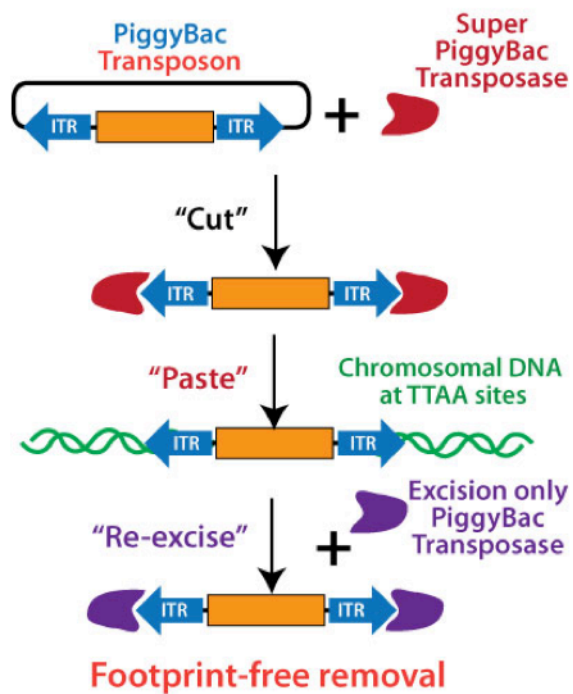 PiggyBac
Transposon
Super
PiggyBac
Transposase
ITR
ITR
+
“Cut”
ITR
ITR
“Paste”
Chromosomal DNA
at TTAA sites
ITR
ITR
“Re-excise”
+
Excision only
PiggyBac
Transposase
ITR
ITR
Footprint-free removal